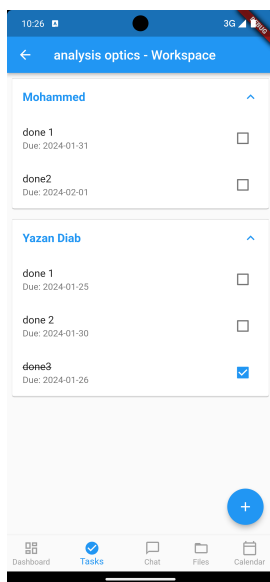 10:26
3G
DEBUG
analysis optics - Workspace
Mohammed
done 1
Due: 2024-01-31
done2
Due: 2024-02-01
Yazan Diab
done 1
Due: 2024-01-25
done 2
Due: 2024-01-30
done3
Due: 2024-01-26
Dashboard
Tasks
Chat
Files
Calendar